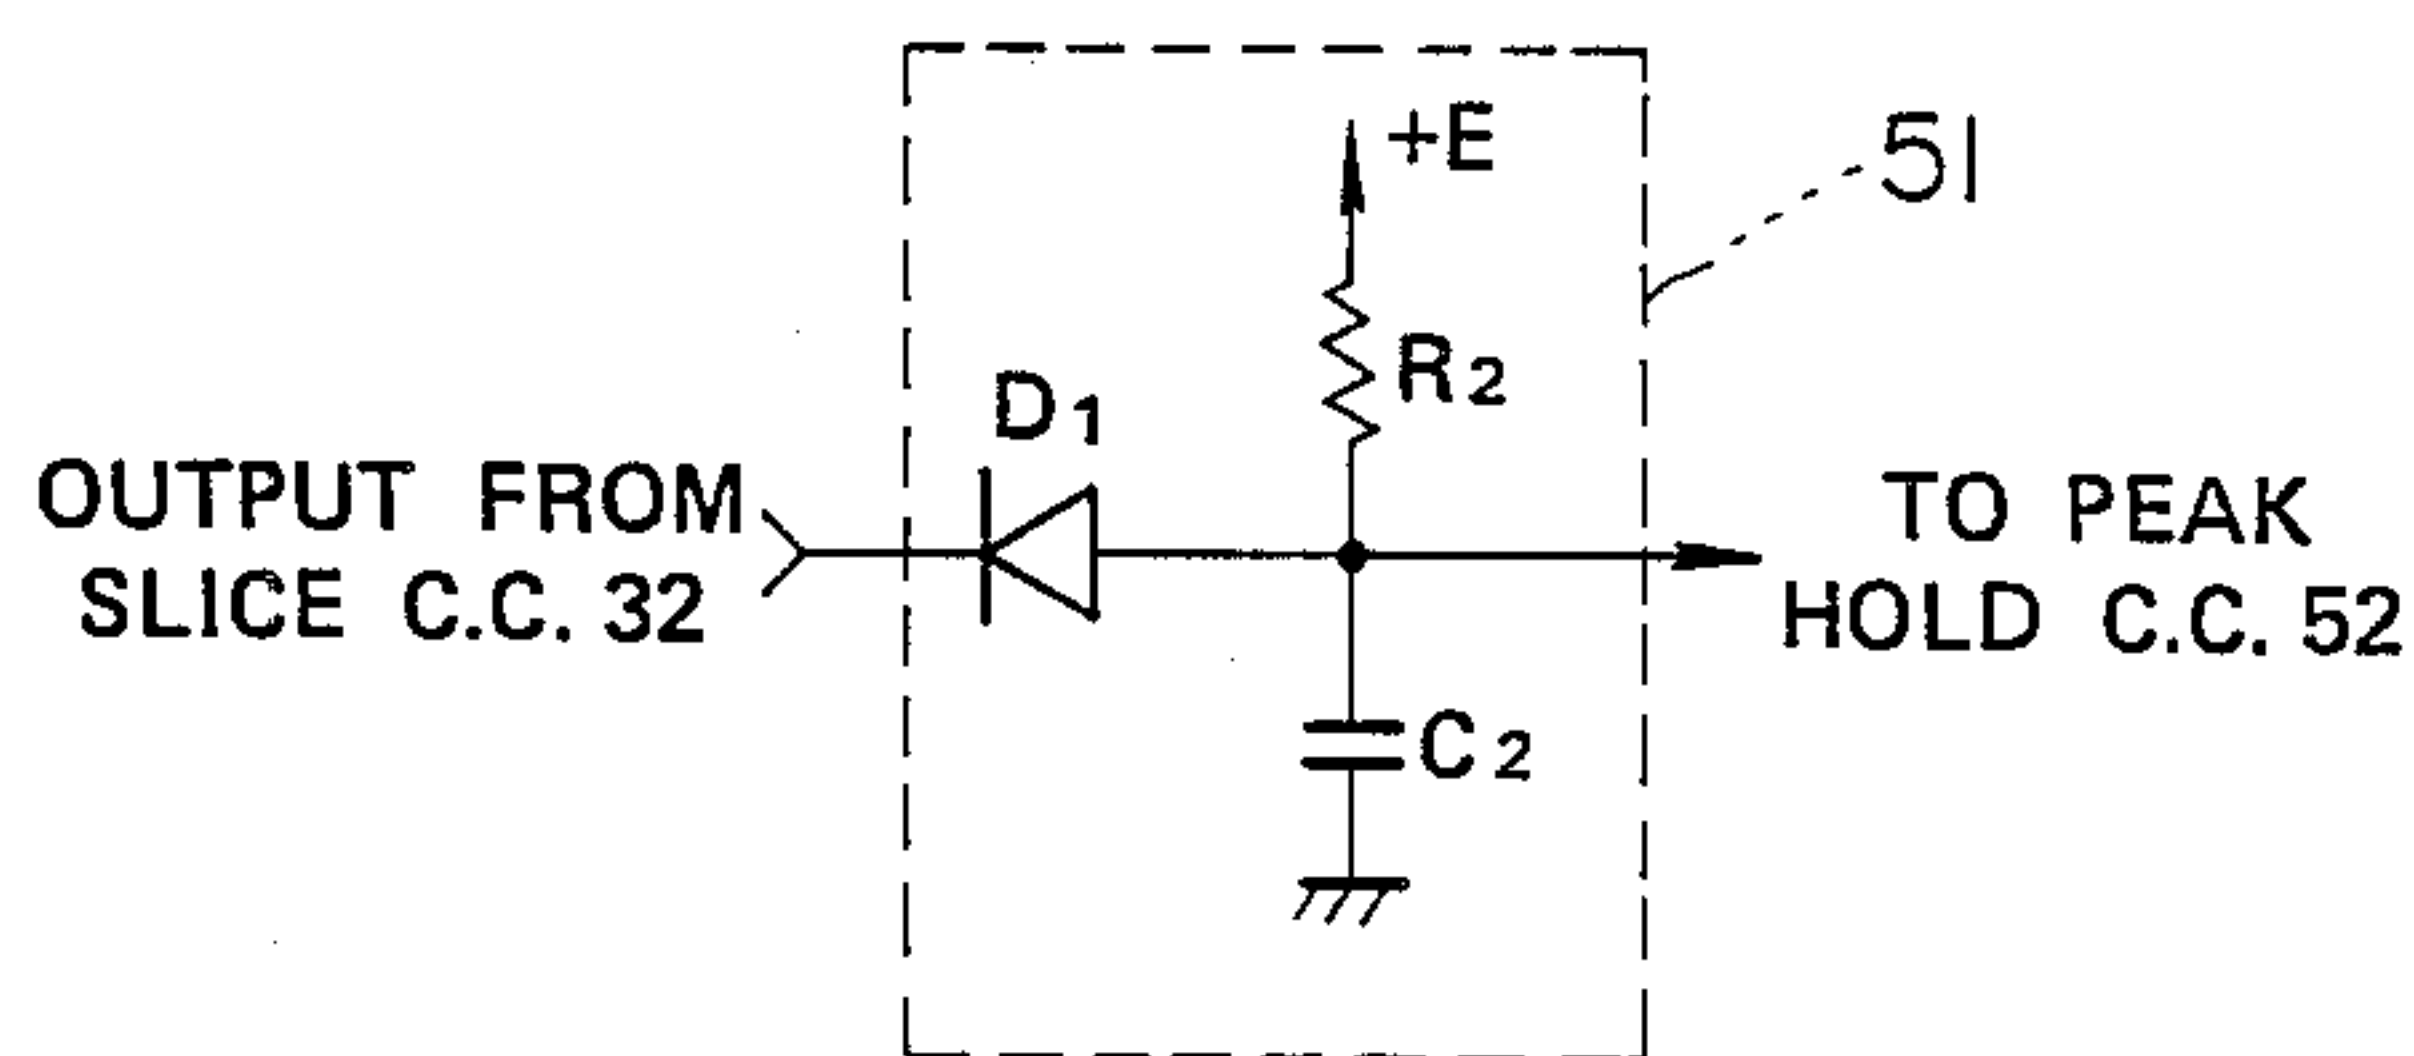 +E
51
R2
D1
OUTPUT FROM
SLICE C.C. 32
TO PEAK
HOLD C.C. 52
C2